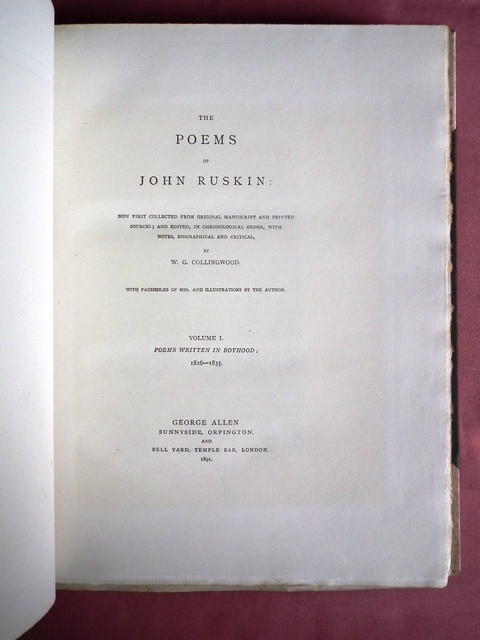 THE
POEMS
OF
JOHN RUSKIN:
NOW FIRST COLLECTED FROM ORIGINAL MANUSCRIPT AND PRINTED
SOURCES; AND EDITED, IN CHRONOLOGICAL ORDER, WITH
NOTES, BIOGRAPHICAL AND CRITICAL,
BY
W. G. COLLINGWOOD.
WITH FACSIMILES OF MSS. AND ILLUSTRATIONS BY THE AUTHOR.
VOLUME I.
POEMS WRITTEN IN BOYHOOD;
1826—1835.
GEORGE ALLEN
SUNNYSIDE, ORPINGTON,
AND
BELL YARD, TEMPLE BAR, LONDON.
1891.